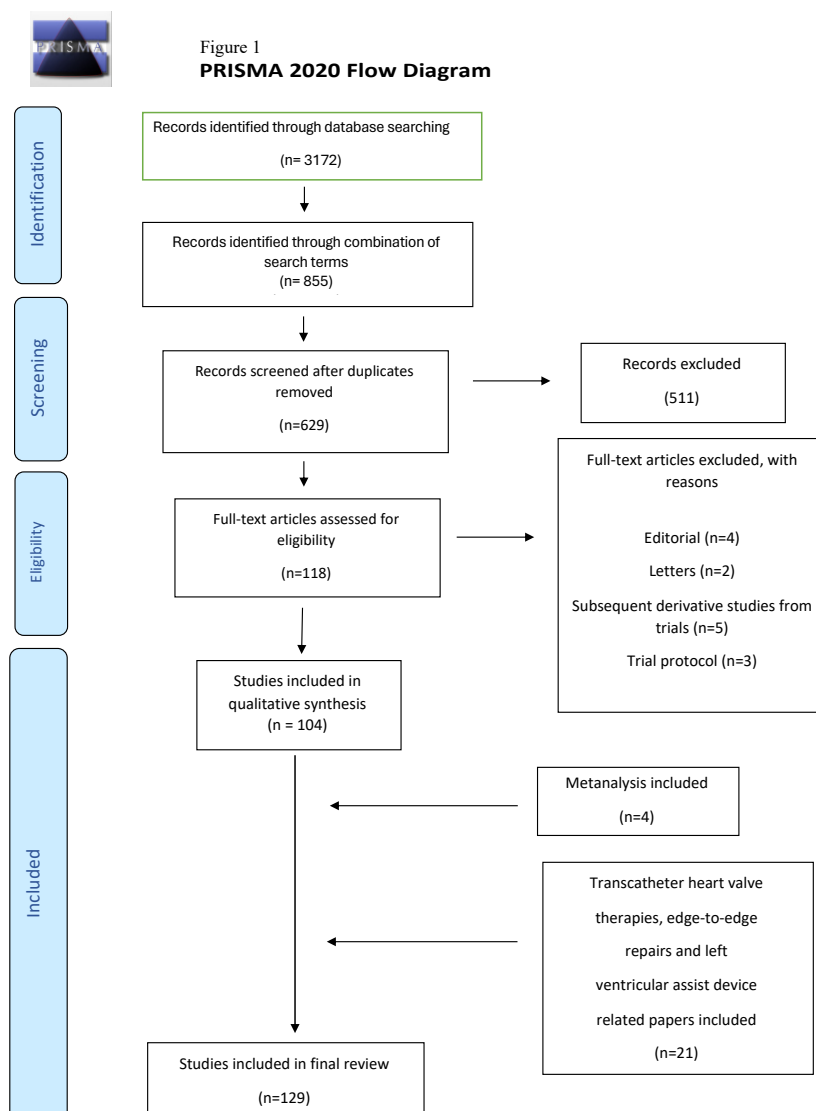 PRISMA
Figure 1
PRISMA 2020 Flow Diagram
Identification
Records identified through database searching
(n= 3172)
Records identified through combination of
search terms
(n= 855)
Screening
Records screened after duplicates
removed
(n=629)
Records excluded
(511)
Eligibility
Full-text articles assessed for
eligibility
(n=118)
Full-text articles excluded, with
reasons
Editorial (n=4)
Letters (n=2)
Subsequent derivative studies from
trials (n=5)
Trial protocol (n=3)
Included
Studies included in
qualitative synthesis
(n = 104)
Metanalysis included
(n=4)
Transcatheter heart valve
therapies, edge-to-edge
repairs and left
ventricular assist device
related papers included
(n=21)
Studies included in final review
(n=129)